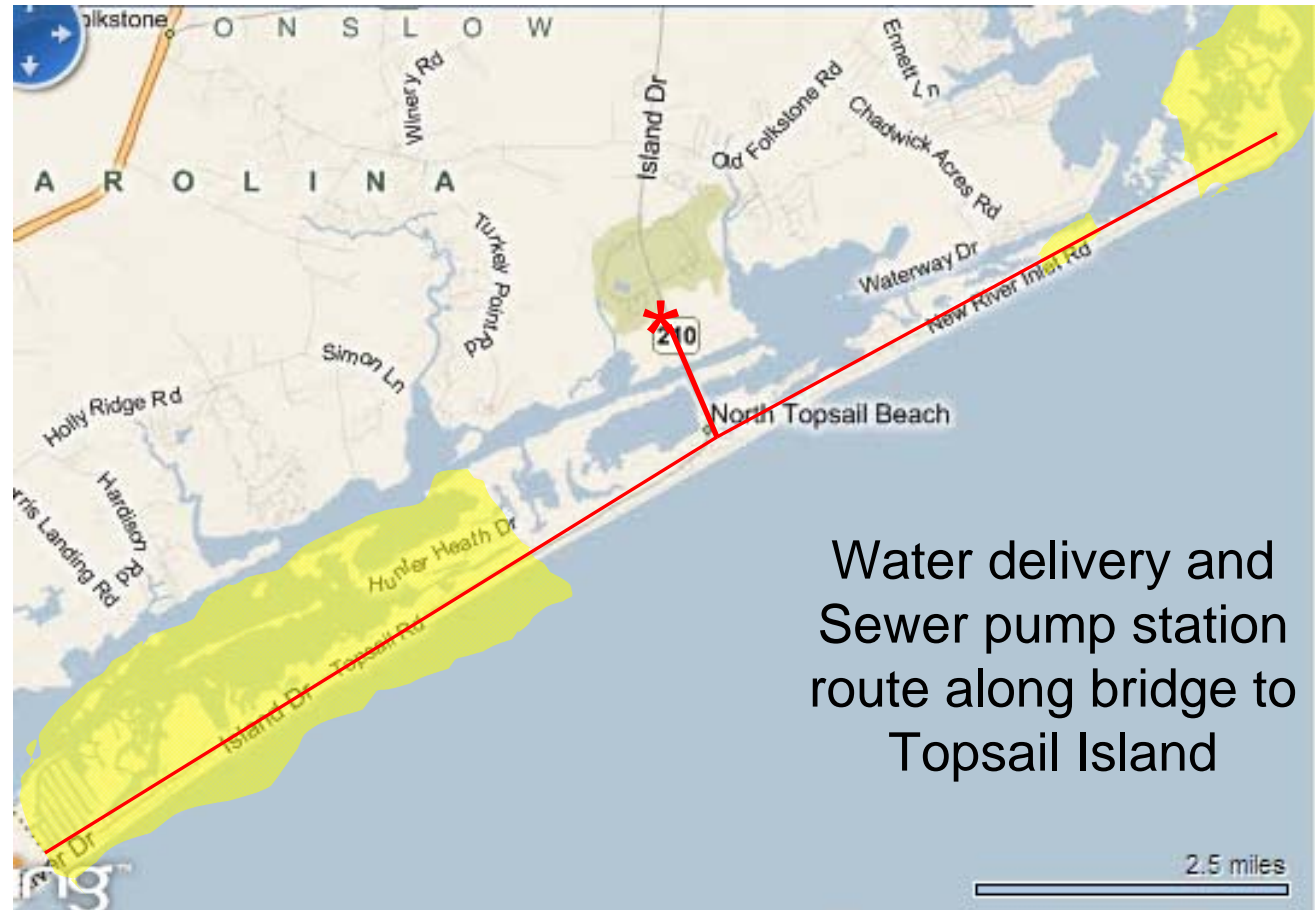 olkstone
O N S L O W
Winery Rd
Island Dr
Ennett Ln
Old Folkstone Rd
Chadwick Acres Rd
A R O L I N A
Turkey Point Rd
Waterway Dr
New River Inlet Rd
*
210
Simon Ln
Holly Ridge Rd
North Topsail Beach
Hardison Rd
rris Landing Rd
Hunter Heath Dr
Topsail Rd
Island Dr
Water delivery and
Sewer pump station
route along bridge to
Topsail Island
Dr
ing™
2.5 miles